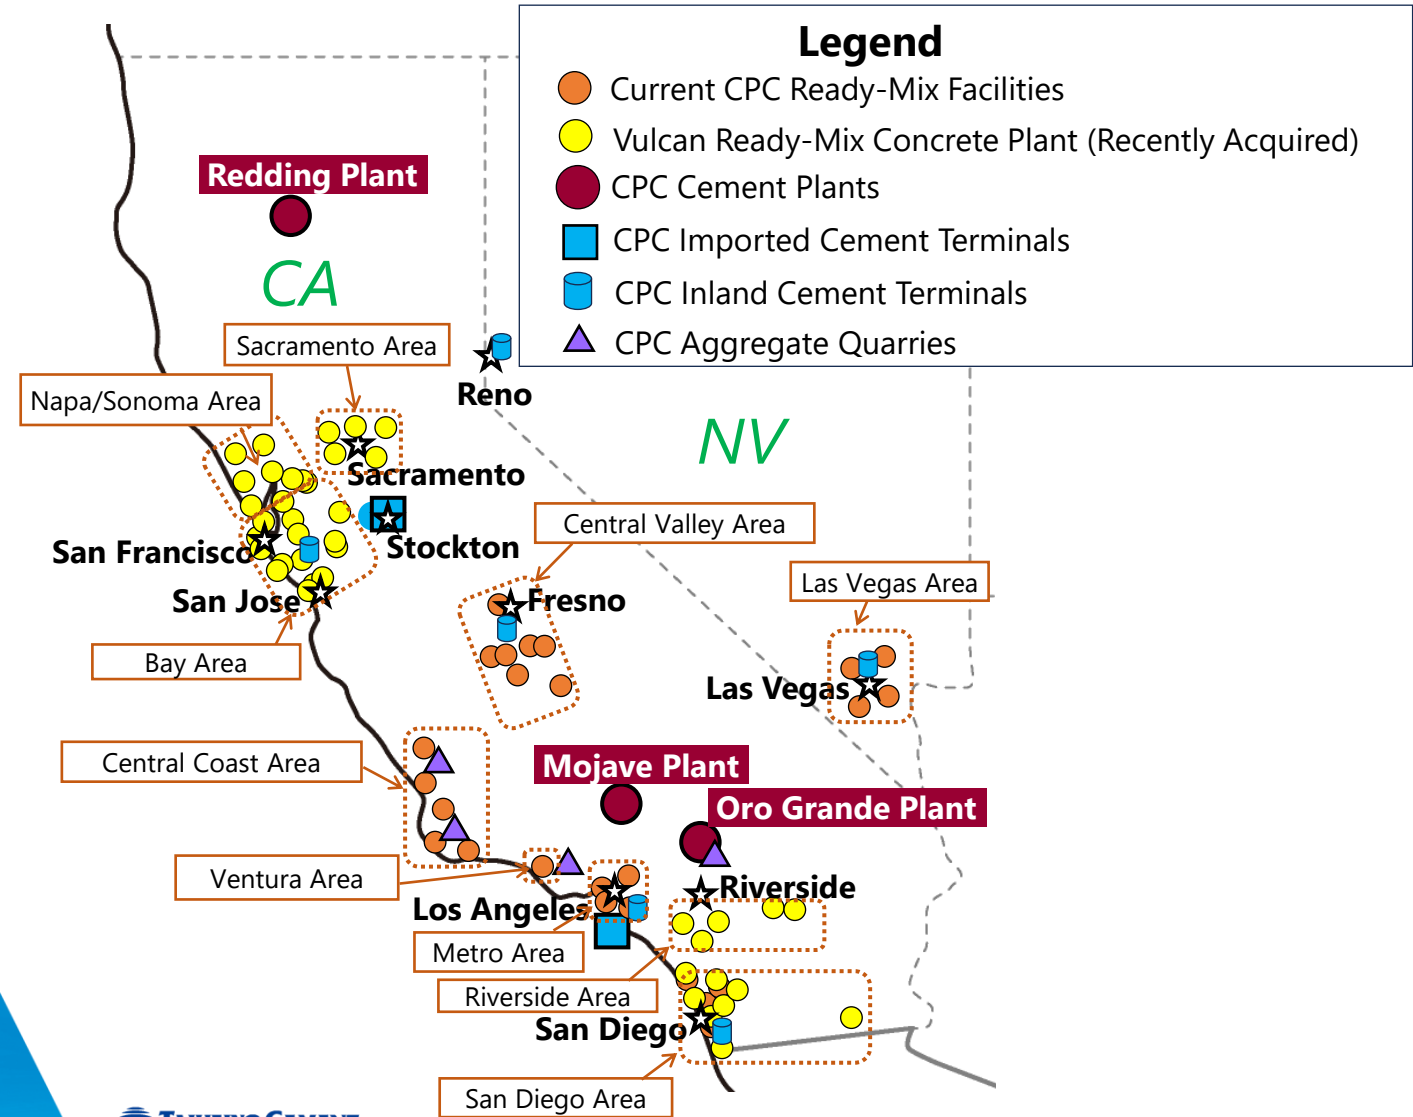 Legend
Current CPC Ready-Mix Facilities
Vulcan Ready-Mix Concrete Plant (Recently Acquired)
CPC Cement Plants
CPC Imported Cement Terminals
CPC Inland Cement Terminals
CPC Aggregate Quarries
Redding Plant
CA
Sacramento Area
Reno
Napa/Sonoma Area
NV
Sacramento
Central Valley Area
San Francisco
Stockton
Las Vegas Area
San Jose
Fresno
Bay Area
Las Vegas
Central Coast Area
Mojave Plant
Oro Grande Plant
Ventura Area
Riverside
Los Angeles
Metro Area
Riverside Area
San Diego
San Diego Area